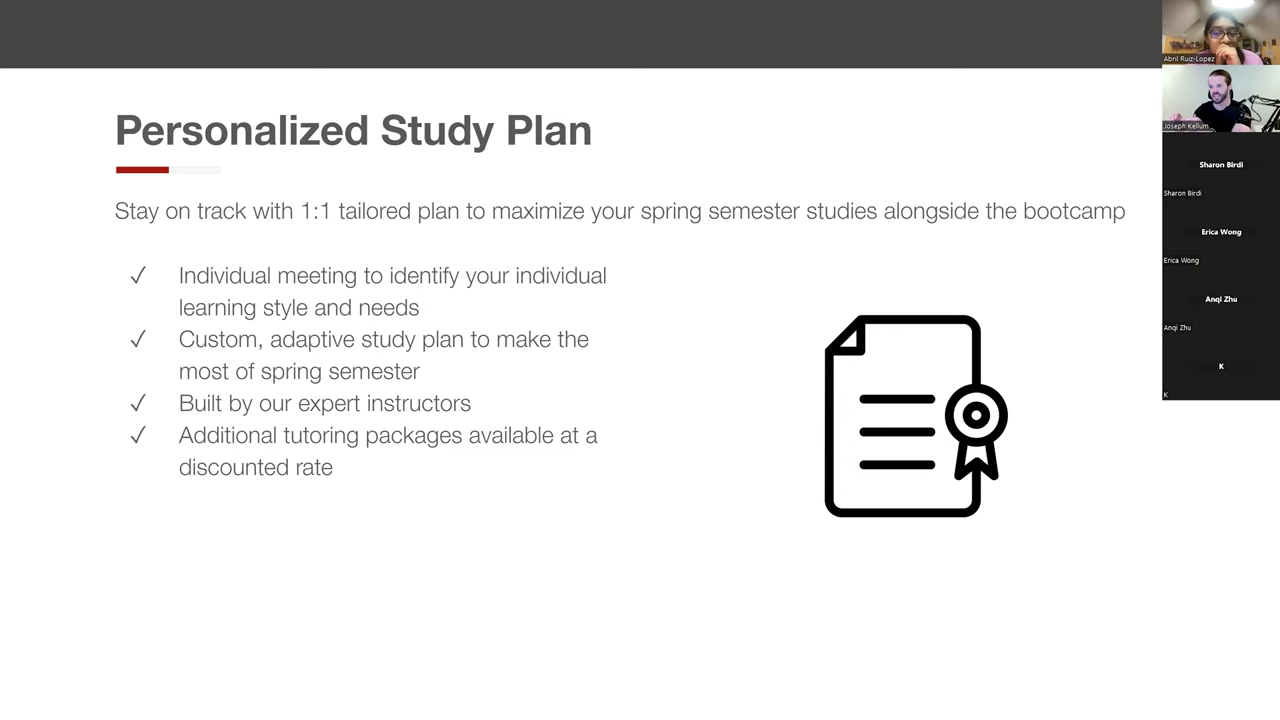 Personalized Study Plan
Stay on track with 1:1 tailored plan to maximize your spring semester studies alongside the bootcamp
✓ Individual meeting to identify your individual
learning style and needs
✓ Custom, adaptive study plan to make the
most of spring semester
✓ Built by our expert instructors
✓ Additional tutoring packages available at a
discounted rate
Abril Ruiz-Lopez
Joseph Kellum
Sharon Birdi
Sharon Birdi
Erica Wong
Erica Wong
Anqi Zhu
Anqi Zhu
K
K